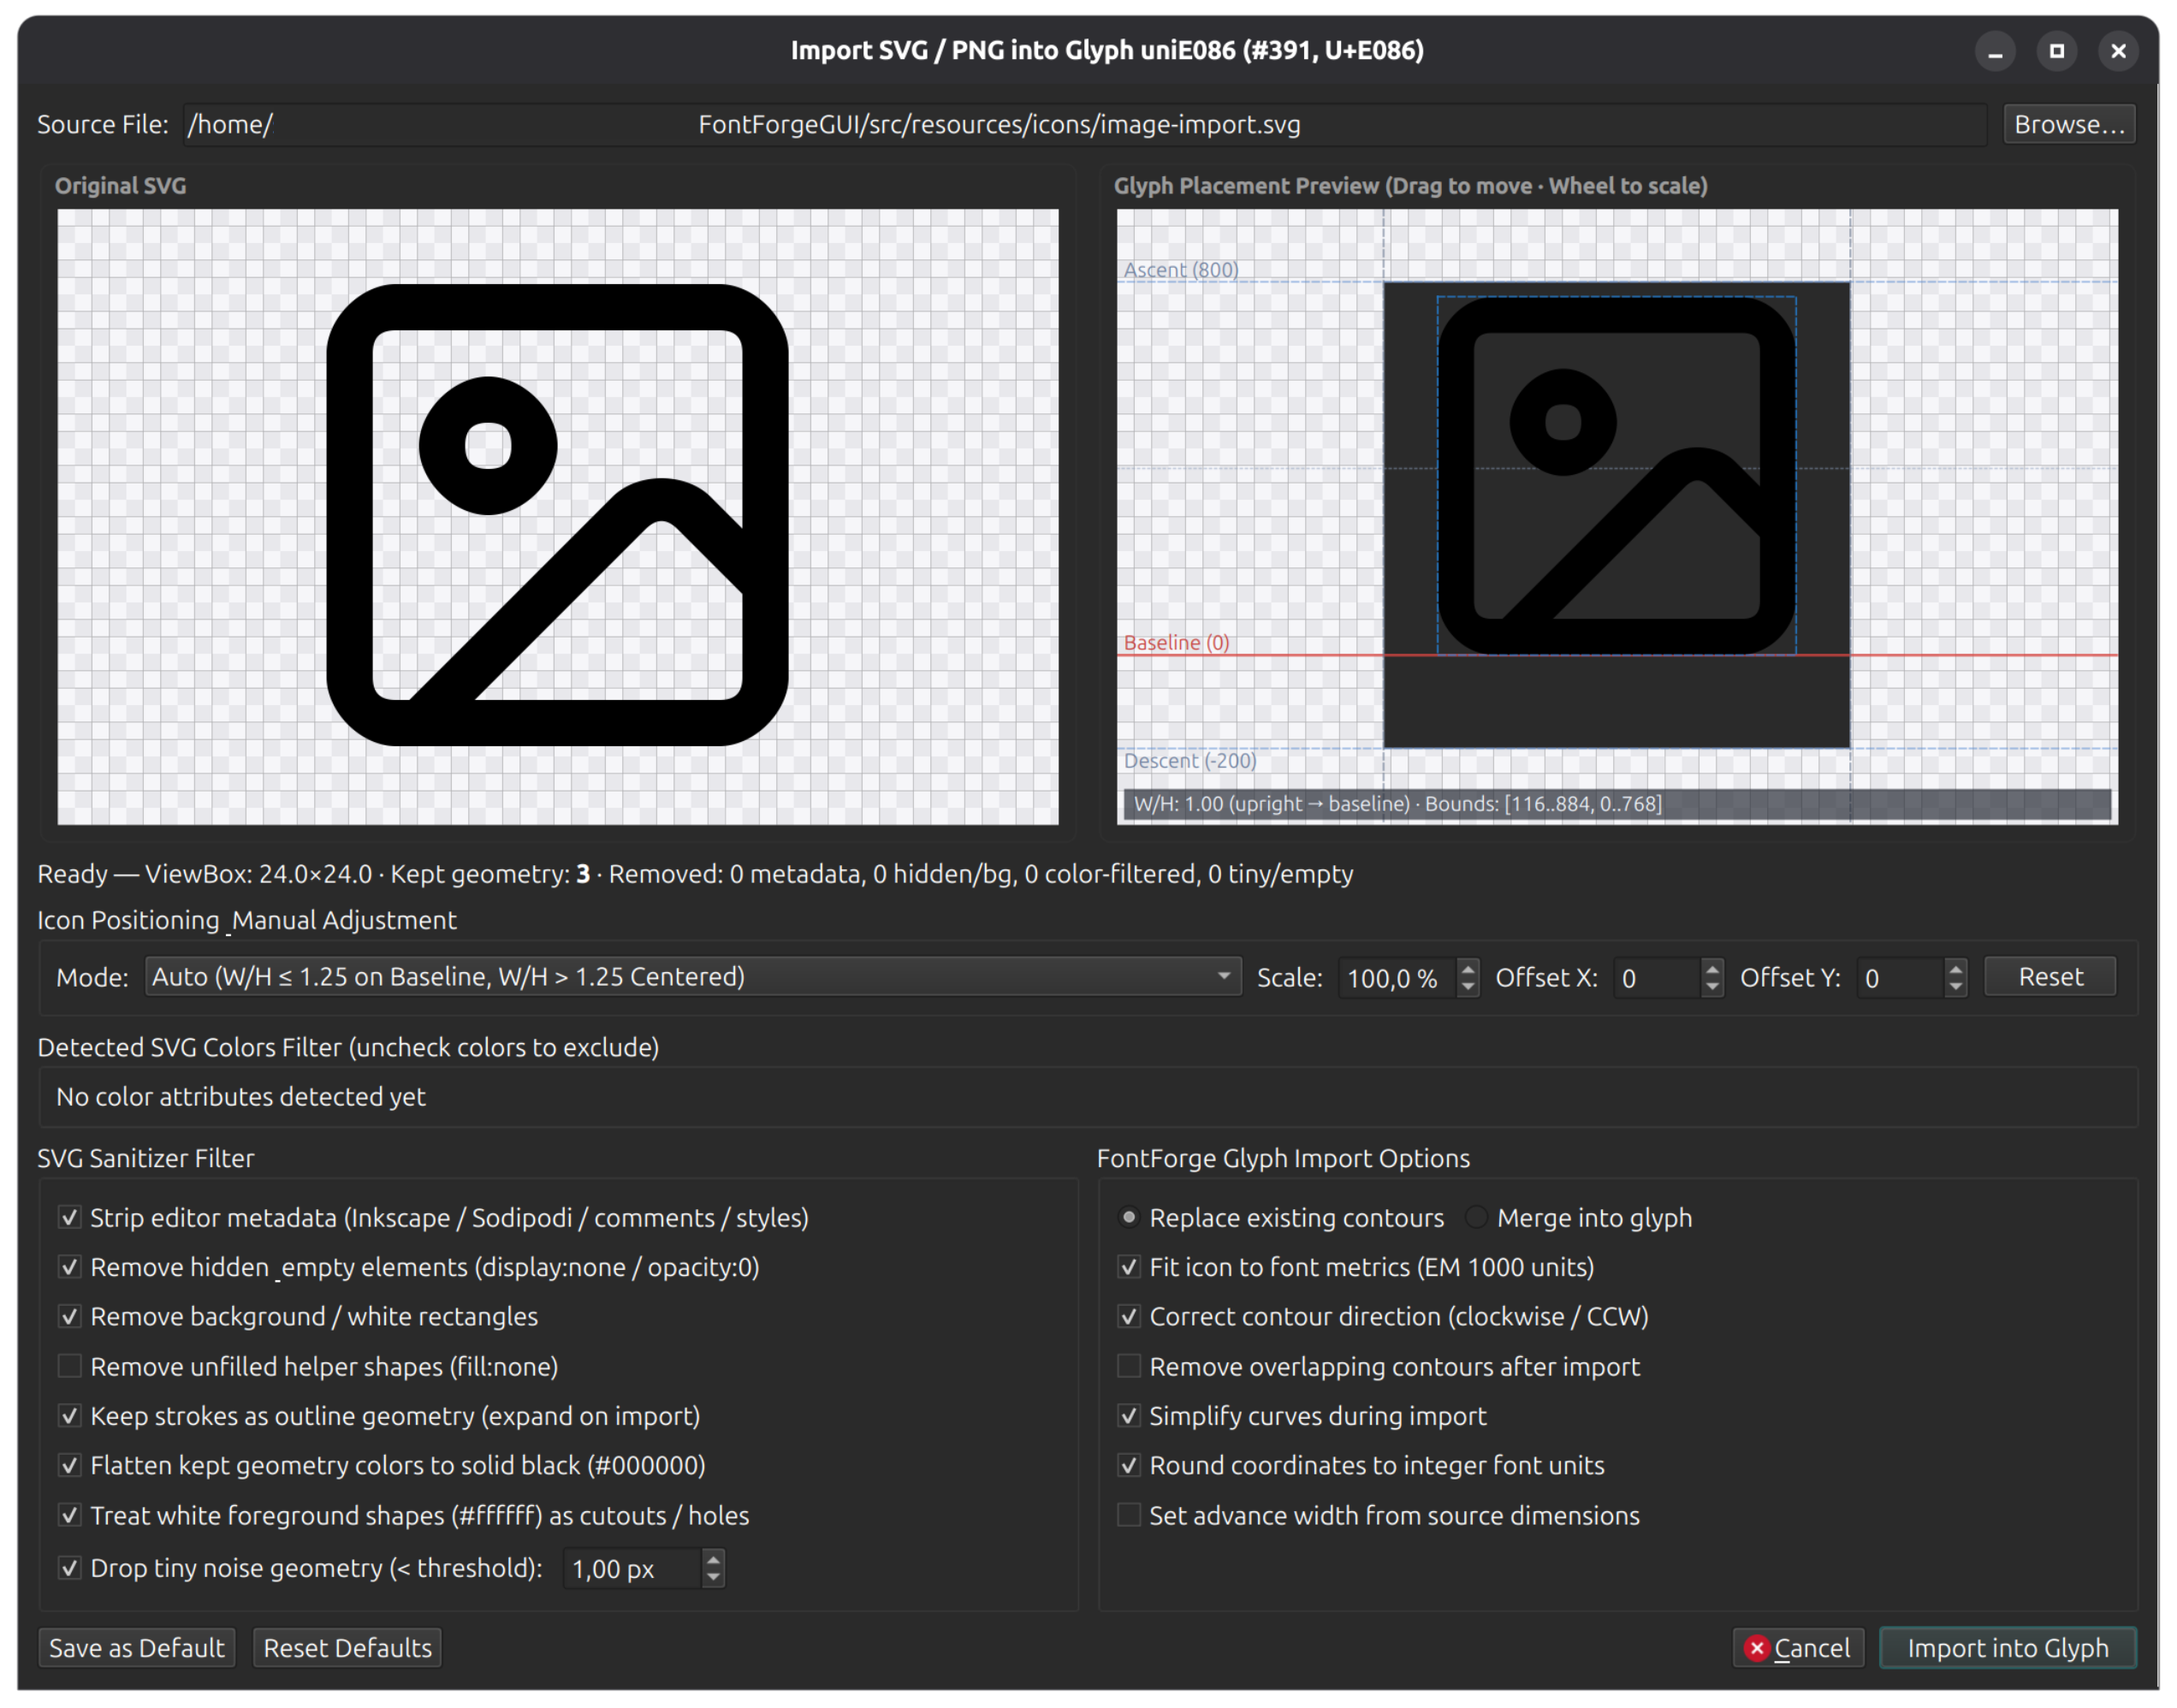 Import SVG / PNG into Glyph uniE086 (#391, U+E086)
Source File: /home/ FontForgeGUI/src/resources/icons/image-import.svg Browse...
Original SVG
Glyph Placement Preview (Drag to move · Wheel to scale)
Ascent (800)
Baseline (0)
Descent (-200)
W/H: 1.00 (upright → baseline) · Bounds: [116..884, 0..768]
Ready — ViewBox: 24.0×24.0 · Kept geometry: 3 · Removed: 0 metadata, 0 hidden/bg, 0 color-filtered, 0 tiny/empty
Icon Positioning _Manual Adjustment
Mode: Auto (W/H ≤ 1.25 on Baseline, W/H > 1.25 Centered) Scale: 100,0 % Offset X: 0 Offset Y: 0 Reset
Detected SVG Colors Filter (uncheck colors to exclude)
No color attributes detected yet
SVG Sanitizer Filter
Strip editor metadata (Inkscape / Sodipodi / comments / styles)
Remove hidden _empty elements (display:none / opacity:0)
Remove background / white rectangles
Remove unfilled helper shapes (fill:none)
Keep strokes as outline geometry (expand on import)
Flatten kept geometry colors to solid black (#000000)
Treat white foreground shapes (#ffffff) as cutouts / holes
Drop tiny noise geometry (< threshold): 1,00 px
FontForge Glyph Import Options
Replace existing contours Merge into glyph
Fit icon to font metrics (EM 1000 units)
Correct contour direction (clockwise / CCW)
Remove overlapping contours after import
Simplify curves during import
Round coordinates to integer font units
Set advance width from source dimensions
Save as Default Reset Defaults Cancel Import into Glyph